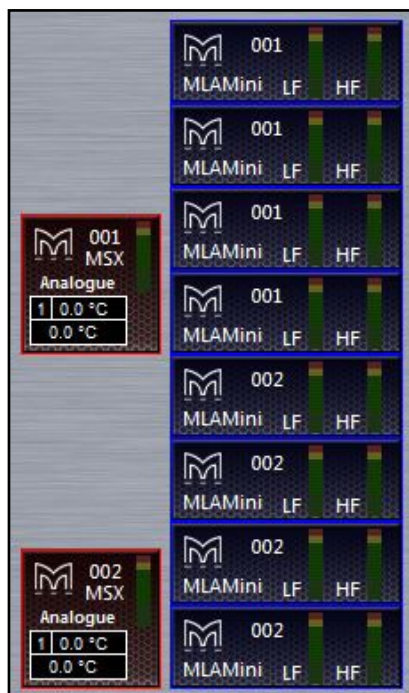 001
MLAMini LF HF
001
MLAMini LF HF
001
MLAMini LF HF
001
MLAMini LF HF
002
MLAMini LF HF
002
MLAMini LF HF
002
MLAMini LF HF
002
MLAMini LF HF
001
MSX
Analogue
1 0.0 °C
0.0 °C
002
MSX
Analogue
1 0.0 °C
0.0 °C